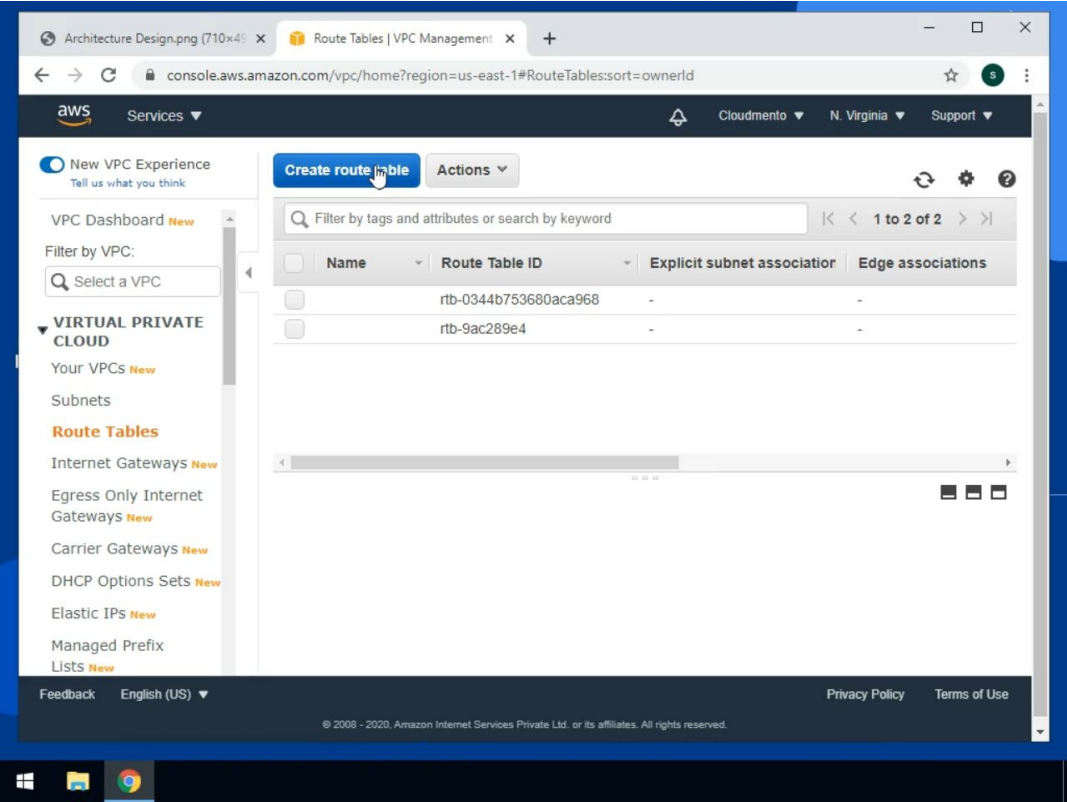 Architecture Design.png (710×49
Route Tables | VPC Management
console.aws.amazon.com/vpc/home?region=us-east-1#RouteTables:sort=ownerId
S
aws
Services
Cloudmento
N. Virginia
Support
New VPC Experience
Tell us what you think
Create route table
Actions
VPC Dashboard New
Filter by tags and attributes or search by keyword
1 to 2 of 2
Filter by VPC:
Select a VPC
Name
Route Table ID
Explicit subnet association
Edge associations
rtb-0344b753680aca968
-
-
rtb-9ac289e4
-
-
VIRTUAL PRIVATE
CLOUD
Your VPCs New
Subnets
Route Tables
Internet Gateways New
Egress Only Internet
Gateways New
Carrier Gateways New
DHCP Options Sets New
Elastic IPs New
Managed Prefix
Lists New
Feedback
English (US)
Privacy Policy
Terms of Use
© 2008 - 2020, Amazon Internet Services Private Ltd. or its affiliates. All rights reserved.